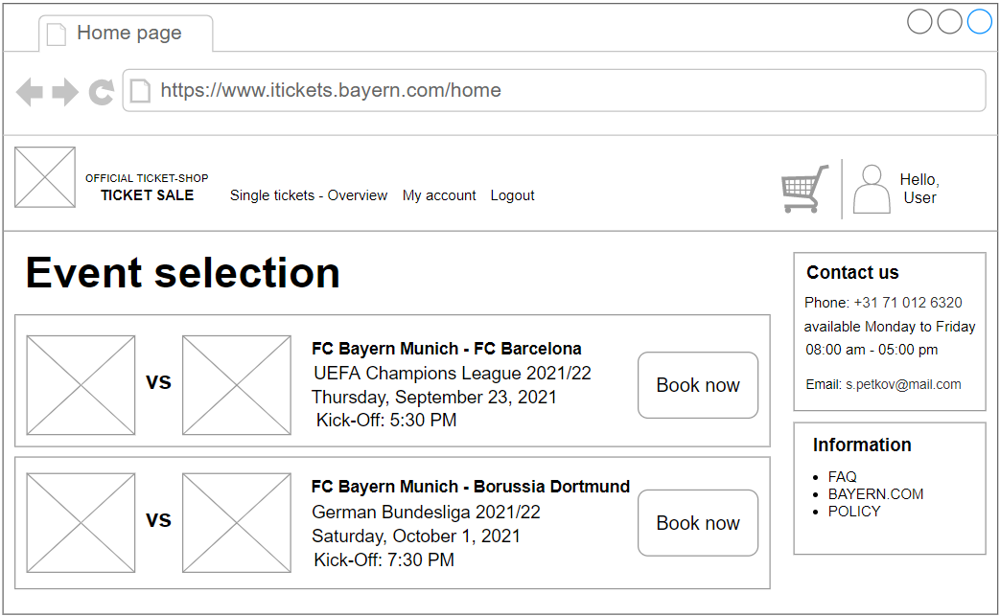 Home page
https://www.itickets.bayern.com/home
OFFICIAL TICKET-SHOP
TICKET SALE
Single tickets - Overview My account Logout
Hello,
User
Event selection
vs
FC Bayern Munich - FC Barcelona
UEFA Champions League 2021/22
Thursday, September 23, 2021
Kick-Off: 5:30 PM
Book now
vs
FC Bayern Munich - Borussia Dortmund
German Bundesliga 2021/22
Saturday, October 1, 2021
Kick-Off: 7:30 PM
Book now
Contact us
Phone: +31 71 012 6320
available Monday to Friday
08:00 am - 05:00 pm
Email: s.petkov@mail.com
Information
• FAQ
• BAYERN.COM
• POLICY